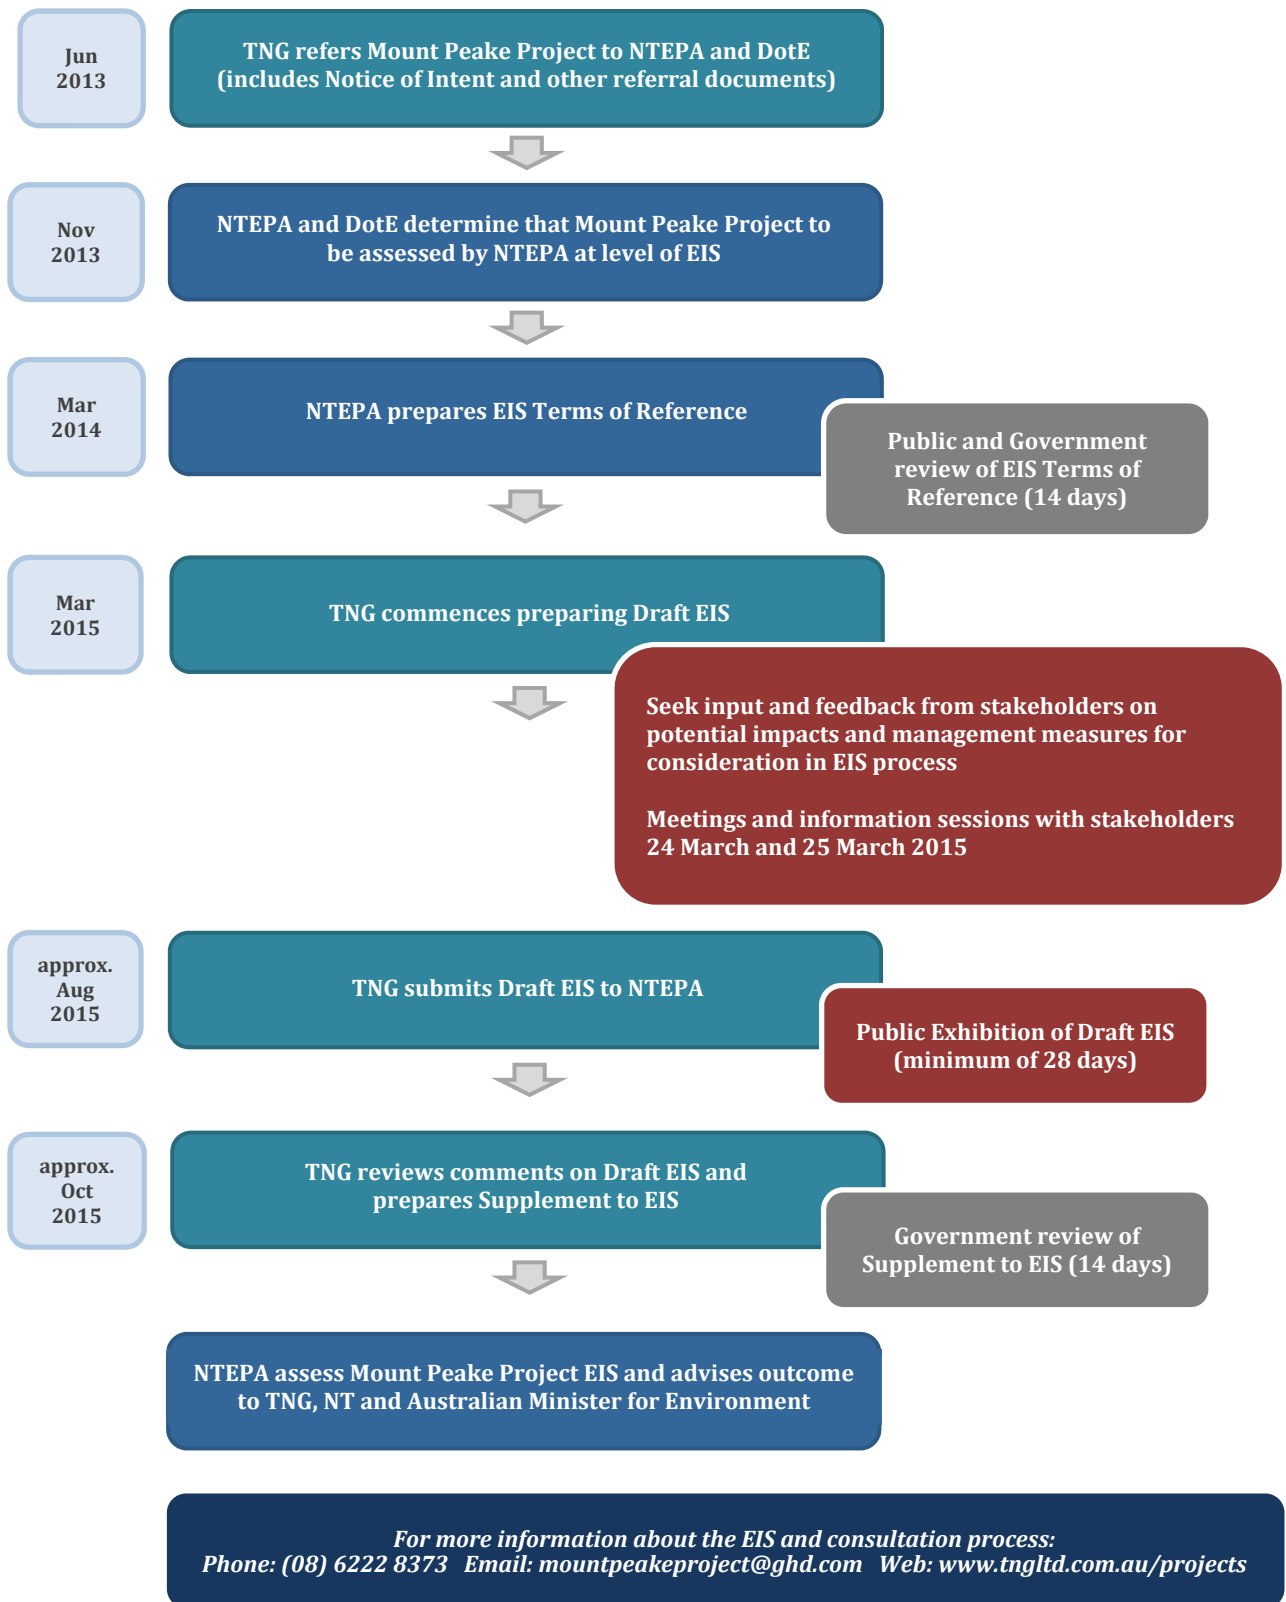 Jun
2013
TNG refers Mount Peake Project to NTEPA and DotE
(includes Notice of Intent and other referral documents)
Nov
2013
NTEPA and DotE determine that Mount Peake Project to
be assessed by NTEPA at level of EIS
Mar
2014
NTEPA prepares EIS Terms of Reference
Public and Government
review of EIS Terms of
Reference (14 days)
Mar
2015
TNG commences preparing Draft EIS
Seek input and feedback from stakeholders on
potential impacts and management measures for
consideration in EIS process
Meetings and information sessions with stakeholders
24 March and 25 March 2015
approx.
Aug
2015
TNG submits Draft EIS to NTEPA
Public Exhibition of Draft EIS
(minimum of 28 days)
approx.
Oct
2015
TNG reviews comments on Draft EIS and
prepares Supplement to EIS
Government review of
Supplement to EIS (14 days)
NTEPA assess Mount Peake Project EIS and advises outcome
to TNG, NT and Australian Minister for Environment
For more information about the EIS and consultation process:
Phone: (08) 6222 8373 Email: mountpeakeproject@ghd.com Web: www.tngltd.com.au/projects